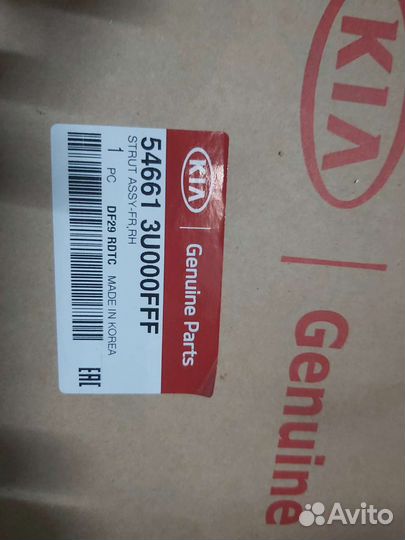 KIA
Genuine Parts
54661 3U000FFF
STRUT ASSY-FR,RH
1 PC DF29 RDTC MADE IN KOREA
EAC
KIA
Genuine
Avito